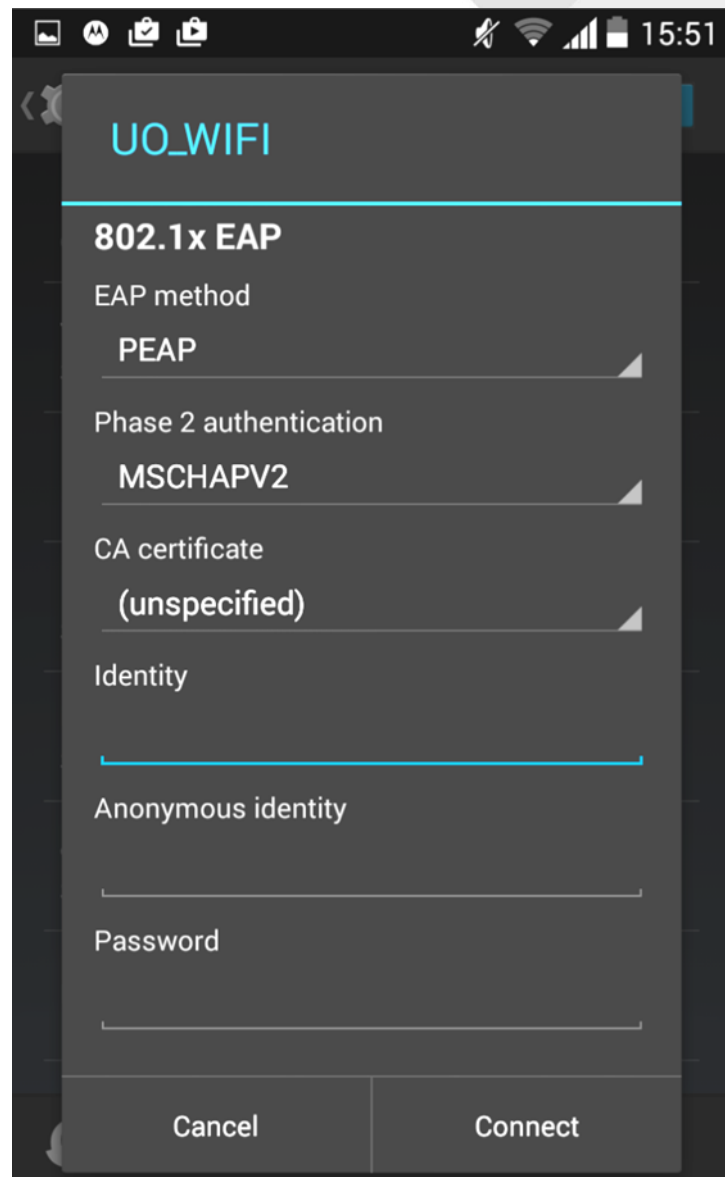 15:51
UO_WIFI
802.1x EAP
EAP method
PEAP
Phase 2 authentication
MSCHAPV2
CA certificate
(unspecified)
Identity
Anonymous identity
Password
Cancel Connect